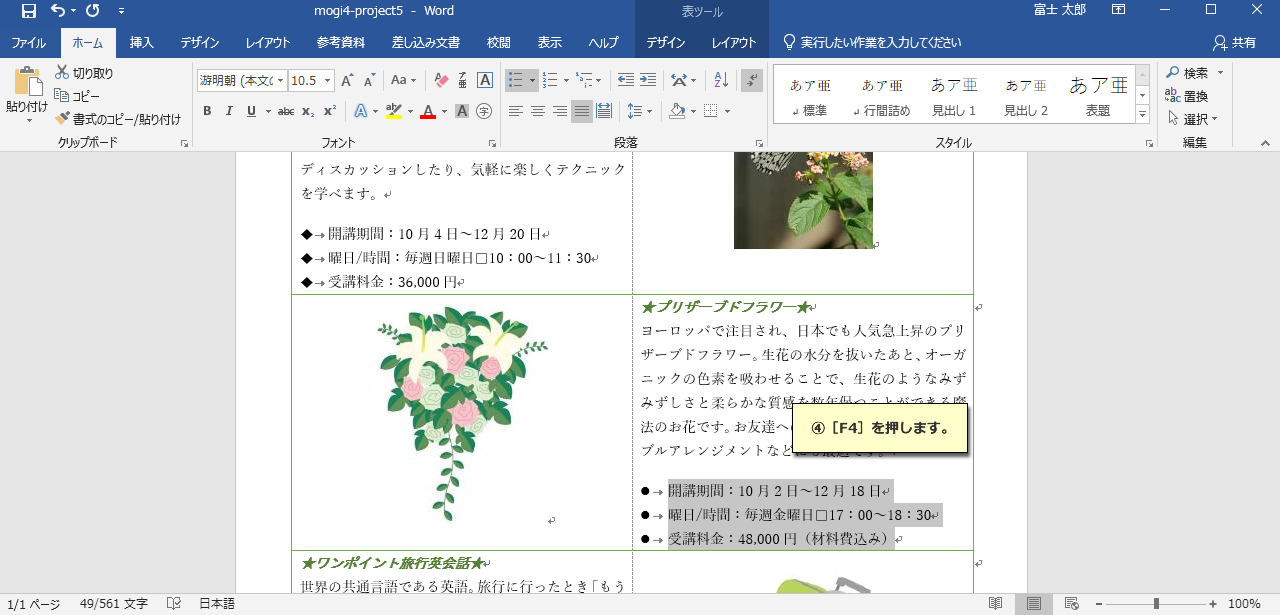 mogi4-project5 - Word
表ツール
富士 太郎
ファイル ホーム 挿入 デザイン レイアウト 参考資料 差し込み文書 校閲 表示 ヘルプ デザイン レイアウト 実行したい作業を入力してください 共有
貼り付け
切り取り
コピー
書式のコピー/貼り付け
クリップボード
游明朝 (本文の 10.5
フォント
段落
あア亜 あア亜 あア亜 あア亜 あア亜
標準 行間詰め 見出し 1 見出し 2 表題
スタイル
検索
置換
選択
編集
ディスカッションしたり、気軽に楽しくテクニック
を学べます。
◆→開講期間：10 月 4 日～12 月 20 日
◆→曜日/時間：毎週日曜日□10：00～11：30
◆→受講料金：36,000 円
★プリザーブドフラワー★
ヨーロッパで注目され、日本でも人気急上昇のプリ
ザーブドフラワー。生花の水分を抜いたあと、オーガ
ニックの色素を吸わせることで、生花のようなみず
みずしさと柔らかな質感を数年保つことができる魔
法のお花です。お友達へ
ブルアレンジメントなどにも最適です。
④［F4］を押します。
●→開講期間：10 月 2 日～12 月 18 日
●→曜日/時間：毎週金曜日□17：00～18：30
●→受講料金：48,000 円（材料費込み）
★ワンポイント旅行英会話★
世界の共通言語である英語。旅行に行ったとき「もう
1/1 ページ 49/561 文字 日本語 100%